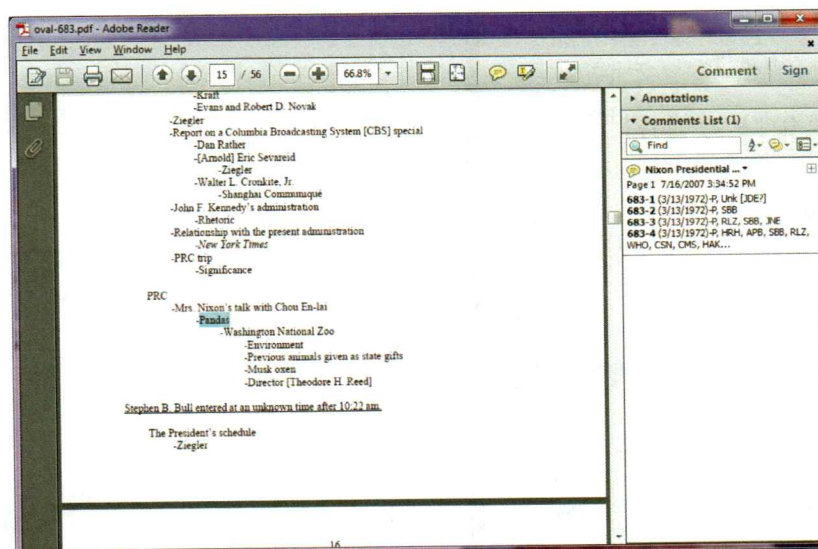 oval-683.pdf - Adobe Reader
File Edit View Window Help
15 / 56 66.8% Comment Sign
-Kraft
-Evans and Robert D. Novak
-Ziegler
-Report on a Columbia Broadcasting System [CBS] special
-Dan Rather
-[Arnold] Eric Sevareid
-Ziegler
-Walter L. Cronkite, Jr.
-Shanghai Communiqué
-John F. Kennedy's administration
-Rhetoric
-Relationship with the present administration
-New York Times
-PRC trip
-Significance
PRC
-Mrs. Nixon's talk with Chou En-lai
-Pandas
-Washington National Zoo
-Environment
-Previous animals given as state gifts
-Musk oxen
-Director [Theodore H. Reed]
Stephen B. Bull entered at an unknown time after 10:22 am.
The President's schedule
-Ziegler
16
Annotations
Comments List (1)
Find
Nixon Presidential ...
Page 1 7/16/2007 3:34:52 PM
683-1 (3/13/1972)-P, Unk [JDE?]
683-2 (3/13/1972)-P, SBB
683-3 (3/13/1972)-P, RLZ, SBB, JNE
683-4 (3/13/1972)-P, HRH, APB, SBB, RLZ,
WHO, CSN, CMS, HAK...